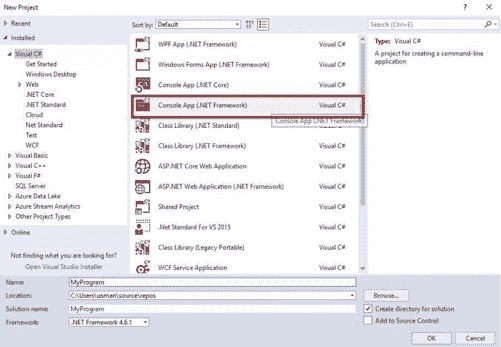 New Project
Recent
Installed
Visual C#
Get Started
Windows Desktop
Web
.NET Core
.NET Standard
Cloud
Net Standard
Test
WCF
Visual Basic
Visual C++
Visual F#
SQL Server
Azure Data Lake
Azure Stream Analytics
Other Project Types
Online
Not finding what you are looking for?
Open Visual Studio Installer
Sort by: Default
WPF App (.NET Framework) Visual C#
Windows Forms App (.NET Framework) Visual C#
Console App (.NET Core) Visual C#
Console App (.NET Framework) Visual C#
Console App (.NET Framework)
Class Library (.NET Standard) Visual C#
Class Library (.NET Framework) Visual C#
ASP.NET Core Web Application Visual C#
ASP.NET Web Application (.NET Framework) Visual C#
Shared Project Visual C#
.Net Standard For VS 2015 Visual C#
Class Library (Legacy Portable) Visual C#
WCF Service Application Visual C#
Search (Ctrl+E)
Type: Visual C#
A project for creating a command-line
application
Name: MyProgram
Location: C:\Users\usman\source\repos
Browse...
Solution name: MyProgram
Create directory for solution
Framework: .NET Framework 4.6.1
Add to Source Control
OK
Cancel